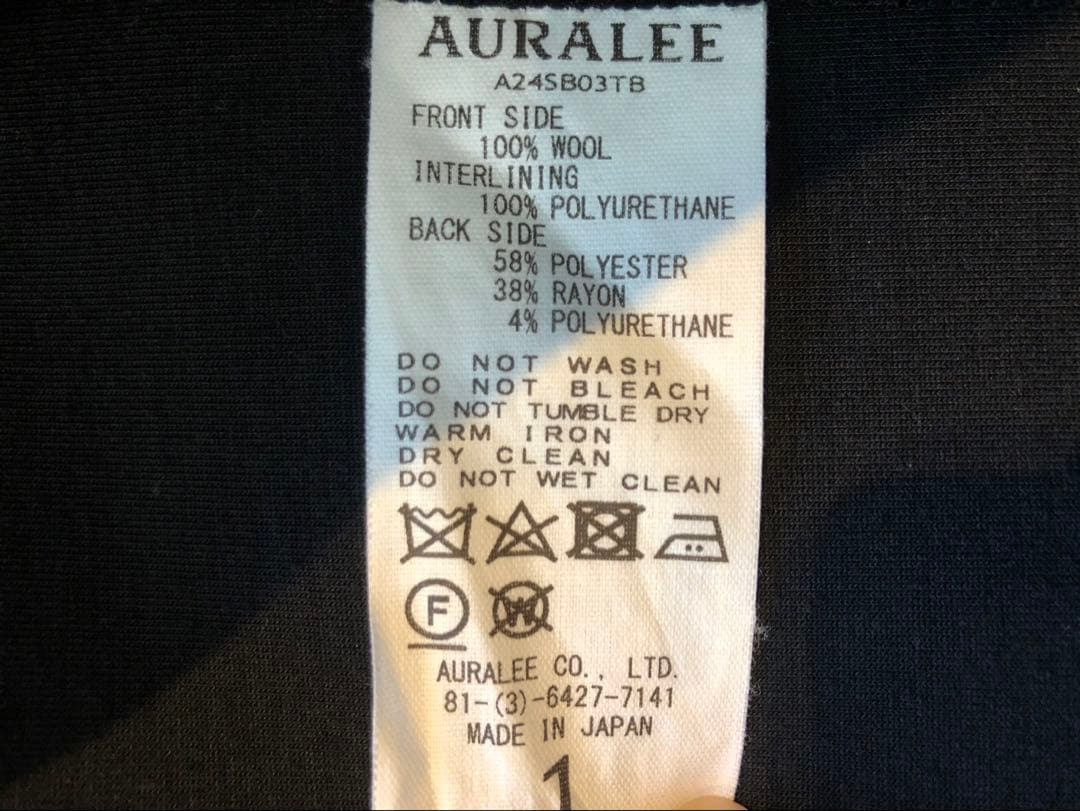 AURALEE
A24SB03TB
FRONT SIDE
100% WOOL
INTERLINING
100% POLYURETHANE
BACK SIDE
58% POLYESTER
38% RAYON
4% POLYURETHANE
DO NOT WASH
DO NOT BLEACH
DO NOT TUMBLE DRY
WARM IRON
DRY CLEAN
DO NOT WET CLEAN
F W
AURALEE CO., LTD.
81-(3)-6427-7141
MADE IN JAPAN
1